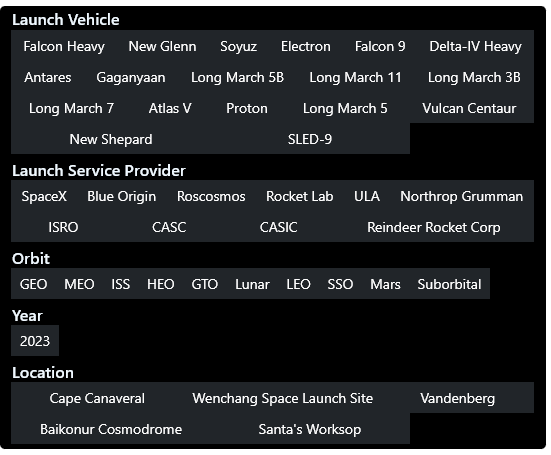 Launch Vehicle
Falcon Heavy New Glenn Soyuz Electron Falcon 9 Delta-IV Heavy
Antares Gaganyaan Long March 5B Long March 11 Long March 3B
Long March 7 Atlas V Proton Long March 5 Vulcan Centaur
New Shepard SLED-9
Launch Service Provider
SpaceX Blue Origin Roscosmos Rocket Lab ULA Northrop Grumman
ISRO CASC CASIC Reindeer Rocket Corp
Orbit
GEO MEO ISS HEO GTO Lunar LEO SSO Mars Suborbital
Year
2023
Location
Cape Canaveral Wenchang Space Launch Site Vandenberg
Baikonur Cosmodrome Santa's Worksop